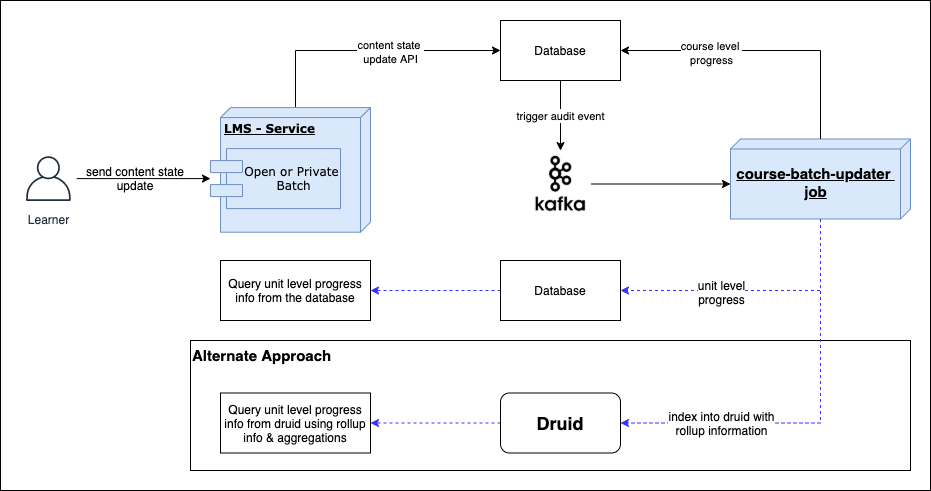 content state
update API
Database
course level
progress
trigger audit event
LMS - Service
Open or Private
Batch
send content state
update
Learner
kafka
course-batch-updater
job
Query unit level progress
info from the database
Database
unit level
progress
Alternate Approach
Query unit level progress
info from druid using rollup
info & aggregations
Druid
index into druid with
rollup information